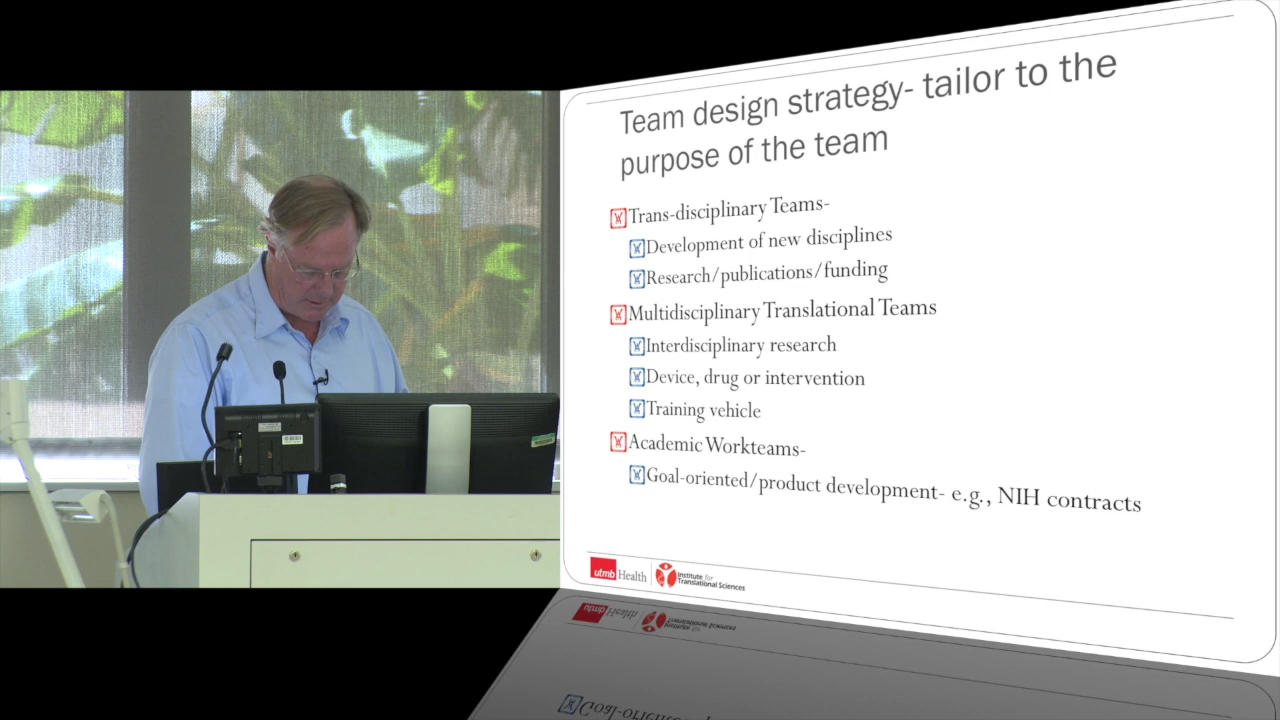 Team design strategy- tailor to the
purpose of the team
Trans-disciplinary Teams-
Development of new disciplines
Research/publications/funding
Multidisciplinary Translational Teams
Interdisciplinary research
Device, drug or intervention
Training vehicle
Academic Workteams-
Goal-oriented/product development- e.g., NIH contracts
utmb Health
Institute for
Translational Sciences